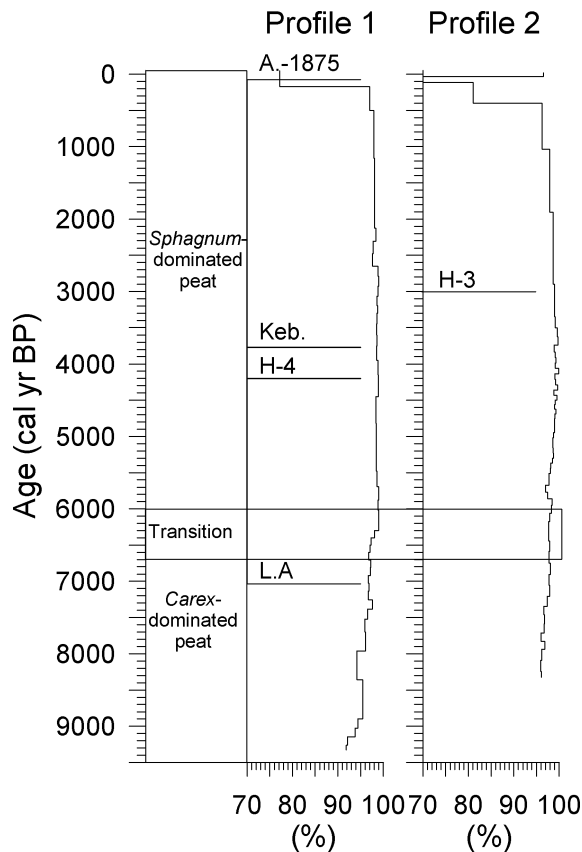 Profile 1
Profile 2
A.-1875
0
1000
2000
Sphagnum-
dominated
peat
3000
H-3
Keb.
4000
H-4
5000
6000
Transition
L.A
7000
Carex-
dominated
peat
8000
9000
Age (cal yr BP)
70 80 90 100
70 80 90 100
(%)
(%)